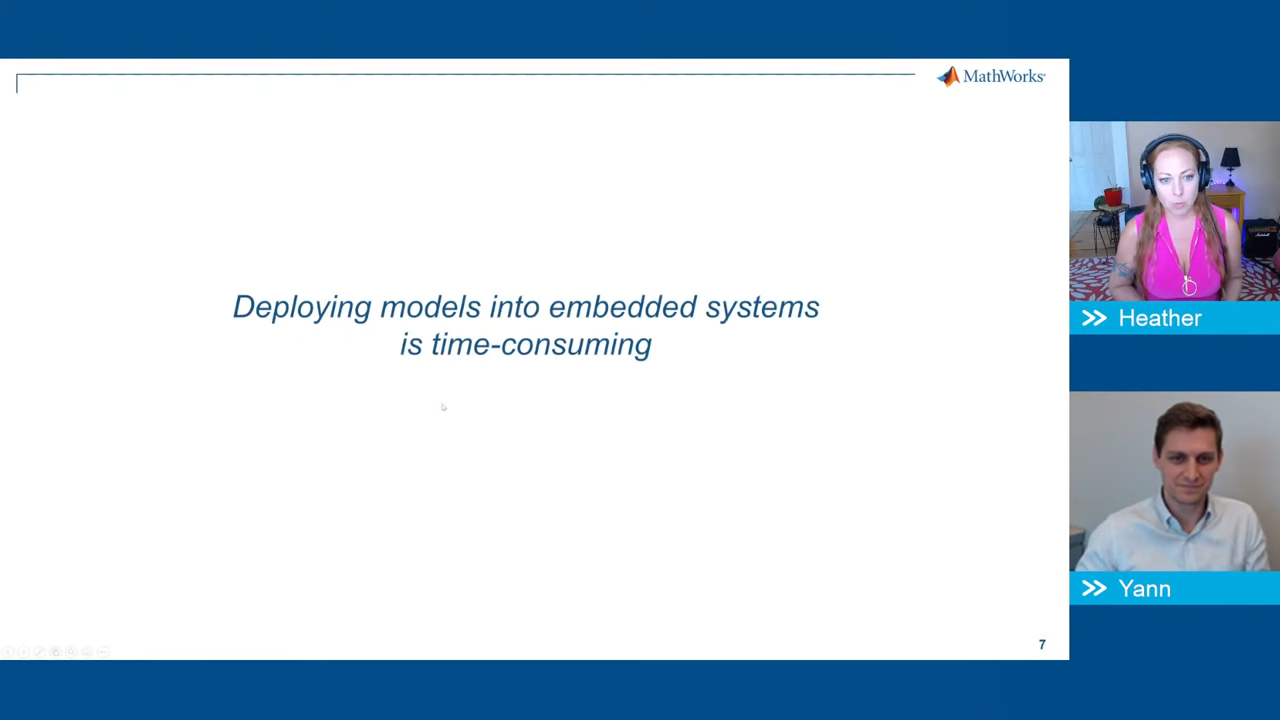 MathWorks
Deploying models into embedded systems
is time-consuming
7
Heather
Yann